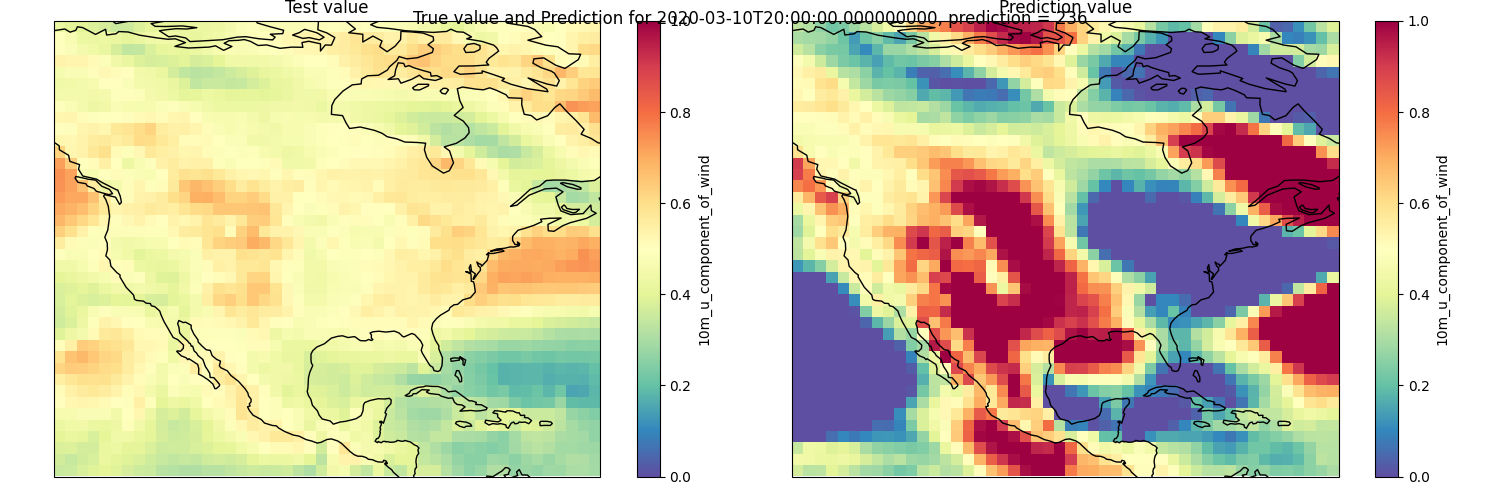 Test value
Prediction value
True value and Prediction for 2020-03-10T20:00:00.000000000, prediction = 236
1.0
0.8
0.6
0.4
0.2
0.0
10m_u_component_of_wind
1.0
0.8
0.6
0.4
0.2
0.0
10m_u_component_of_wind